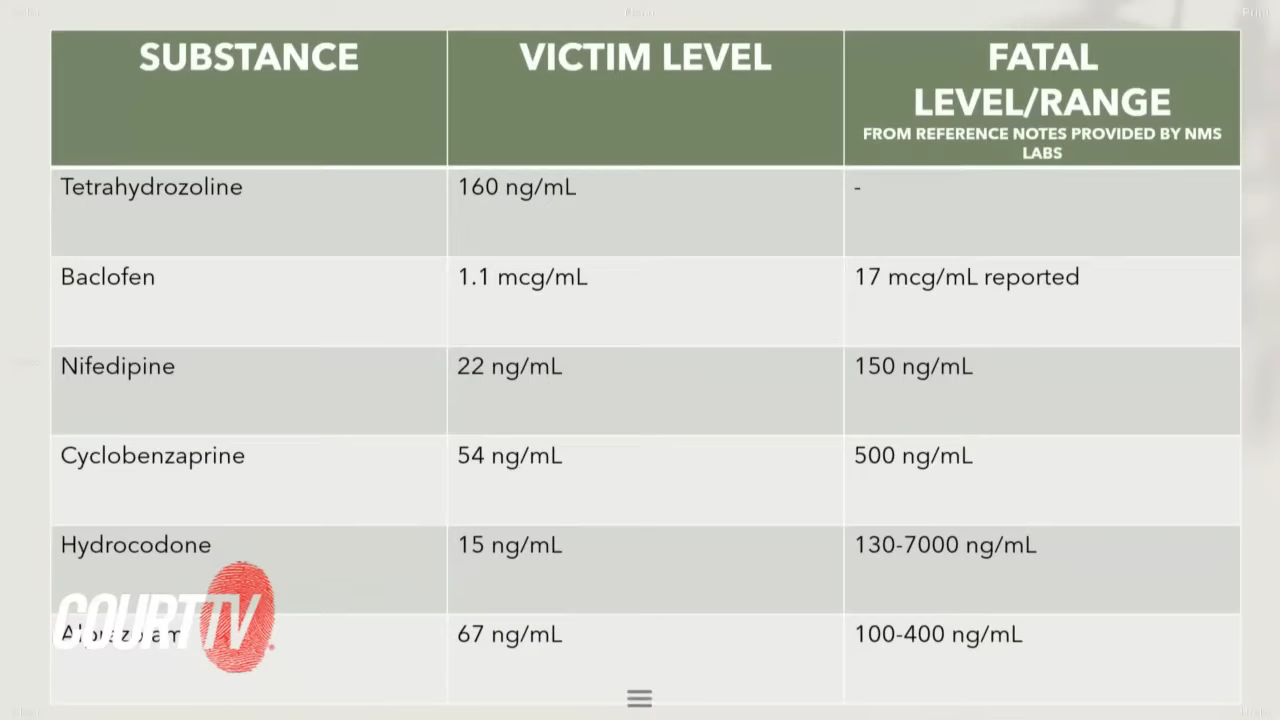 SUBSTANCE
VICTIM LEVEL
FATAL
LEVEL/RANGE
FROM REFERENCE NOTES PROVIDED BY NMS
LABS
Tetrahydrozoline
160 ng/mL
-
Baclofen
1.1 mcg/mL
17 mcg/mL reported
Nifedipine
22 ng/mL
150 ng/mL
Cyclobenzaprine
54 ng/mL
500 ng/mL
Hydrocodone
15 ng/mL
130-7000 ng/mL
Alprazolam
67 ng/mL
100-400 ng/mL
COURT TV